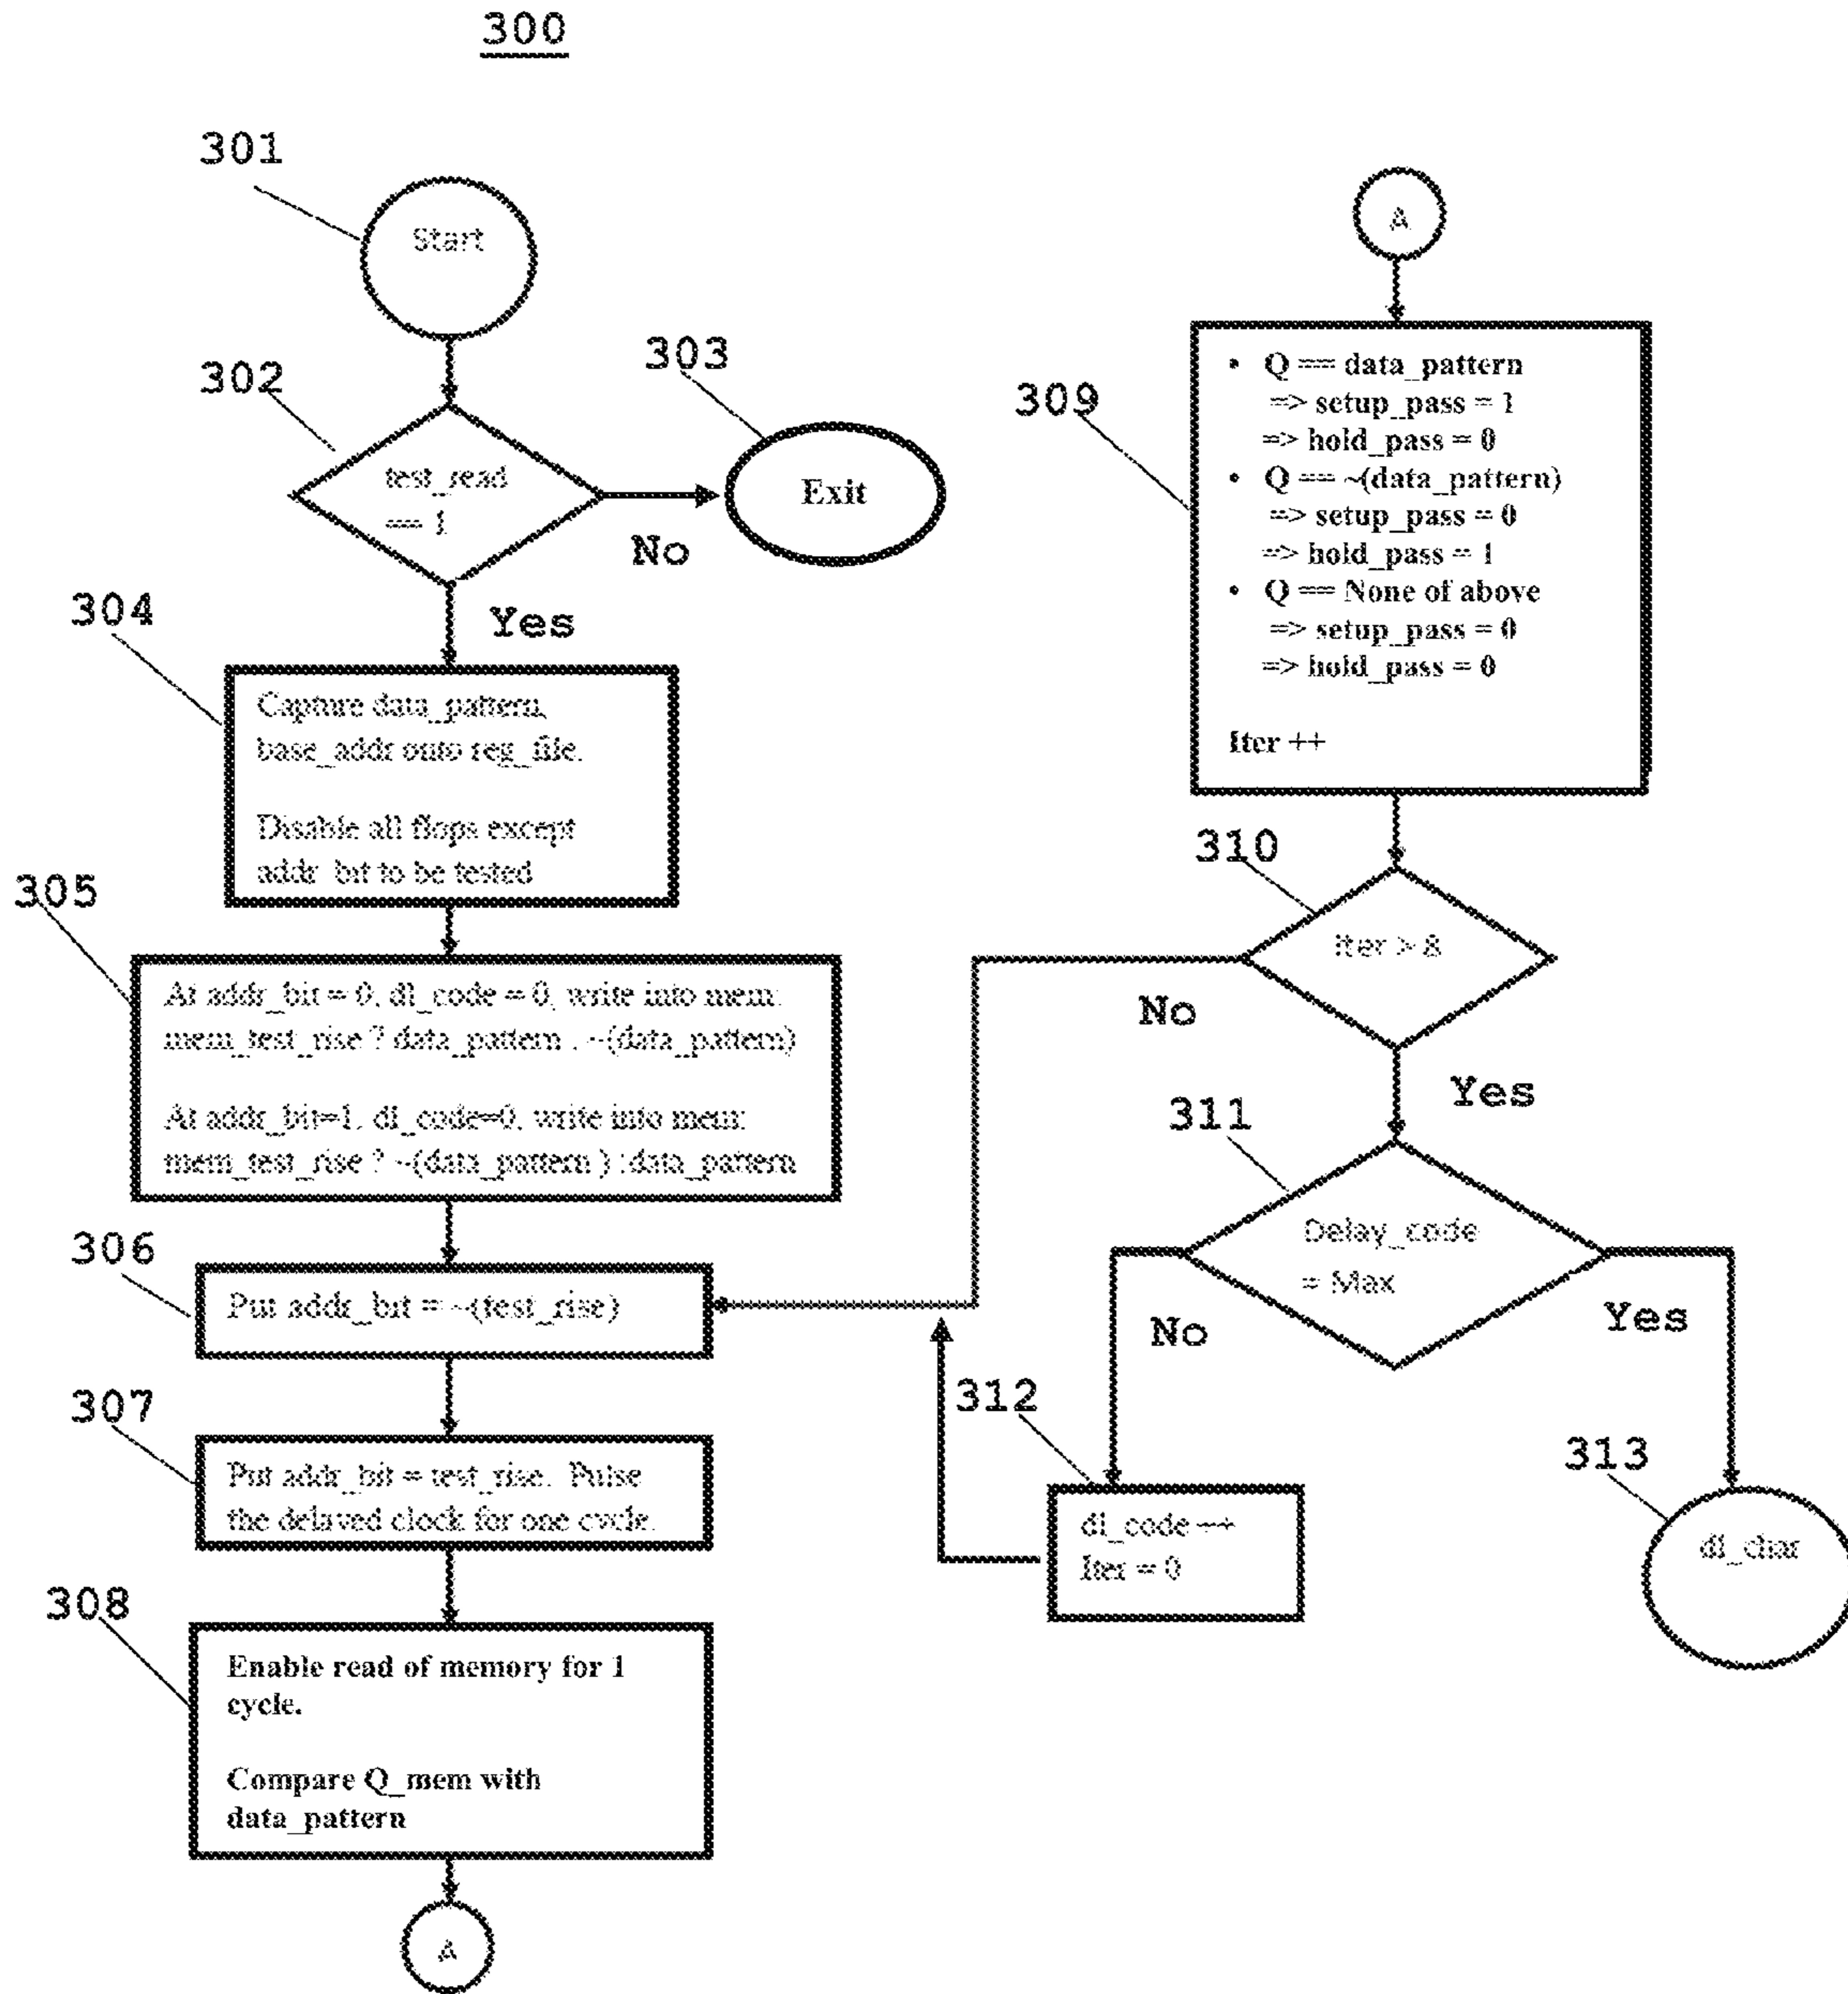 300
301
Start
302
test_read
== 1
303
Exit
No
Yes
304
Capture data_pattern,
base_addr onto reg_file.
Disable all flops except
addr_bit to be tested
305
At addr_bit = 0, dl_code = 0, write into mem:
mem_test_rise ? data_pattern : ~(data_pattern)
At addr_bit=1, dl_code=0, write into mem:
mem_test_rise ? ~(data_pattern ) :data_pattern
306
Put addr_bit = ~(test_rise)
307
Put addr_bit = test_rise. Pulse
the delayed clock for one cycle.
308
Enable read of memory for 1
cycle.
Compare Q_mem with
data_pattern
A
A
309
• Q == data_pattern
=> setup_pass = 1
=> hold_pass = 0
• Q == ~(data_pattern)
=> setup_pass = 0
=> hold_pass = 1
• Q == None of above
=> setup_pass = 0
=> hold_pass = 0
Iter ++
310
Iter > 8
No
Yes
311
Delay_code
= Max
No
Yes
312
dl_code ++
Iter = 0
313
dl_char